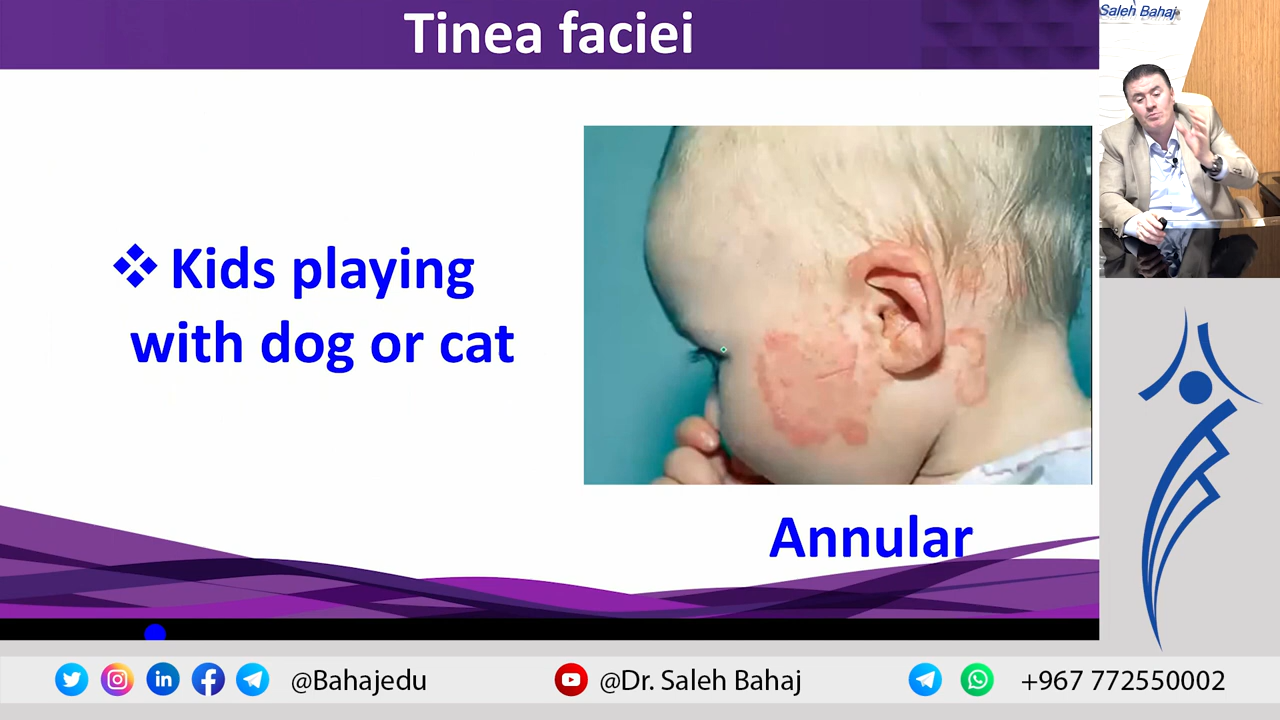 Tinea faciei
Saleh Bahaj
❖ Kids playing
with dog or cat
Annular
@Bahajedu
@Dr. Saleh Bahaj
+967 772550002